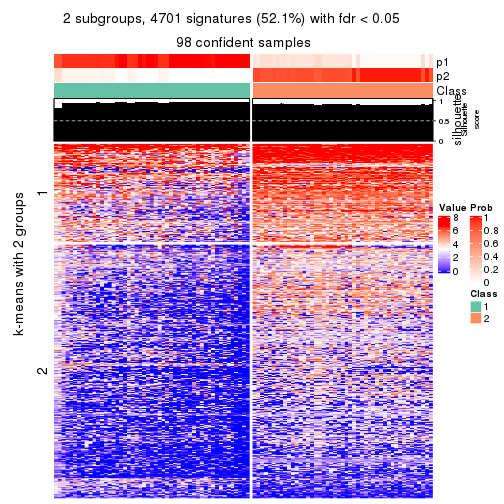 2 subgroups, 4701 signatures (52.1%) with fdr < 0.05
98 confident samples
p1
p2
Class
silhouette
Silhouette
score
1
0.5
0
k-means with 2 groups
1
2
Value
8
6
4
2
0
Prob
1
0.8
0.6
0.4
0.2
0
Class
1
2